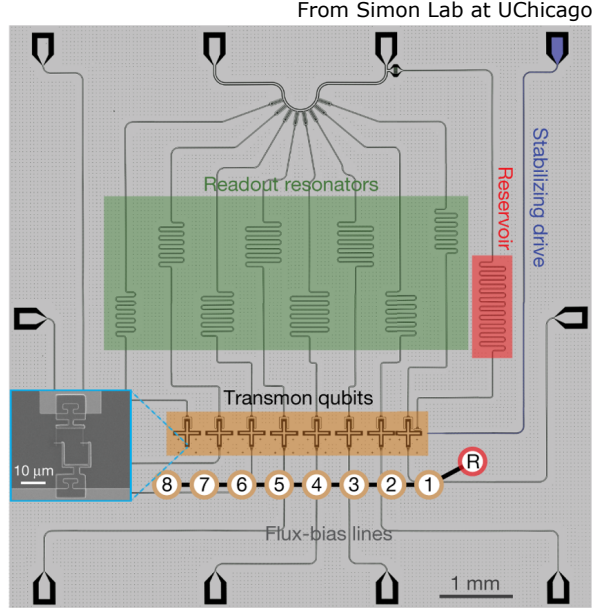 From Simon Lab at UChicago
Stabilizing drive
Readout resonators
Reservoir
Transmon qubits
10 μm
R
8 7 6 5 4 3 2 1
Flux-bias lines
1 mm